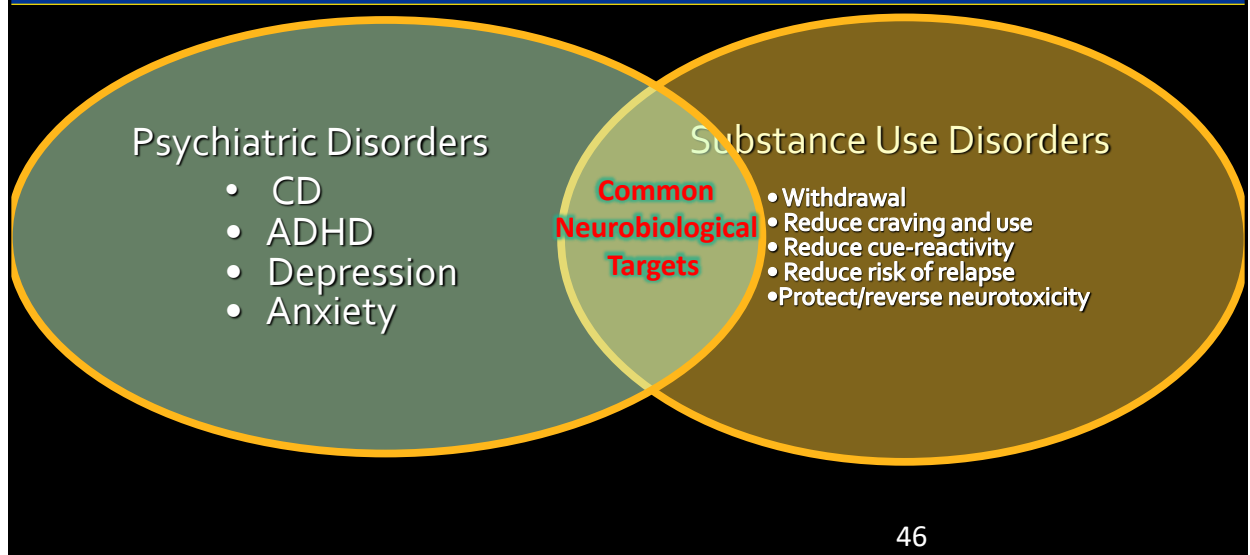 Psychiatric Disorders
• CD
• ADHD
• Depression
• Anxiety
Common
Neurobiological
Targets
Substance Use Disorders
•Withdrawal
•Reduce craving and use
•Reduce cue-reactivity
•Reduce risk of relapse
•Protect/reverse neurotoxicity
46